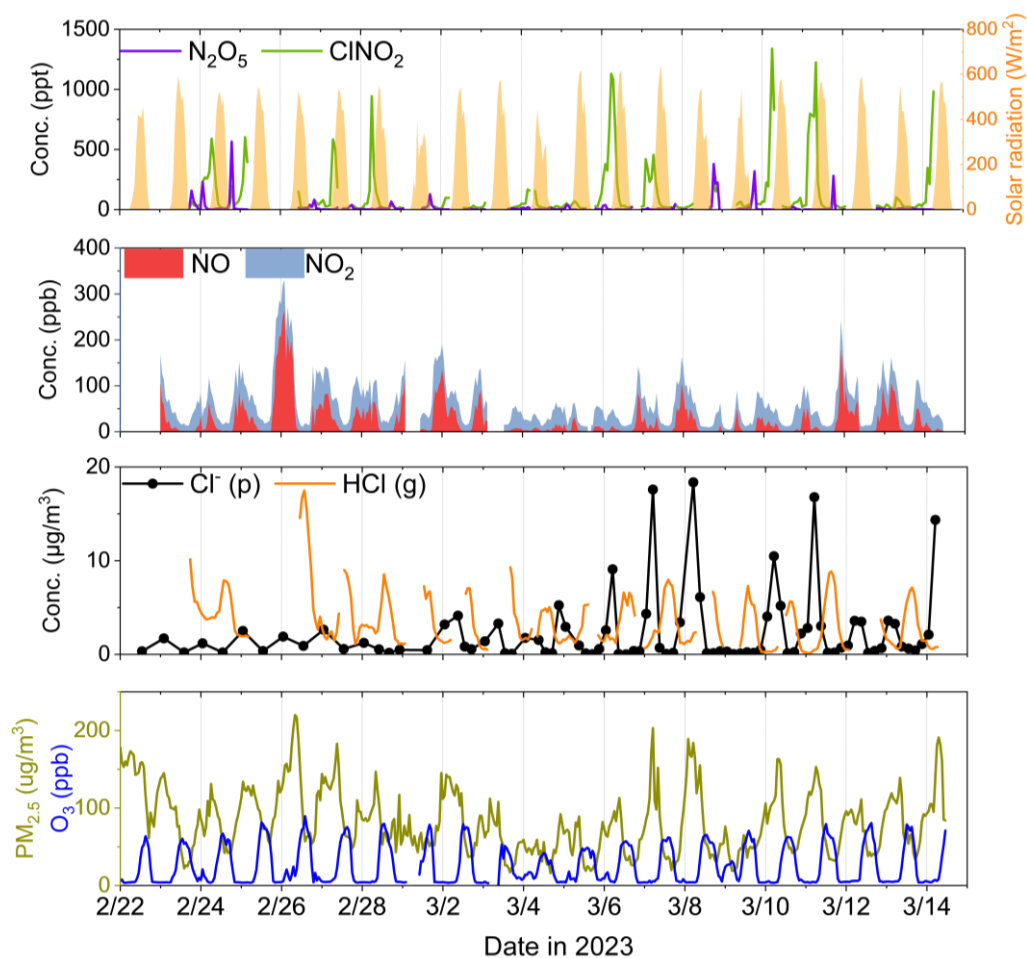 N₂O₅ ClNO₂
Conc. (ppt)
1500
1000
500
0
Solar radiation (W/m²)
800
600
400
200
0
NO NO₂
Conc. (ppb)
400
300
200
100
0
Cl⁻ (p) HCl (g)
Conc. (μg/m³)
20
10
0
PM₂.₅ (ug/m³)
O₃ (ppb)
200
100
0
2/22 2/24 2/26 2/28 3/2 3/4 3/6 3/8 3/10 3/12 3/14
Date in 2023